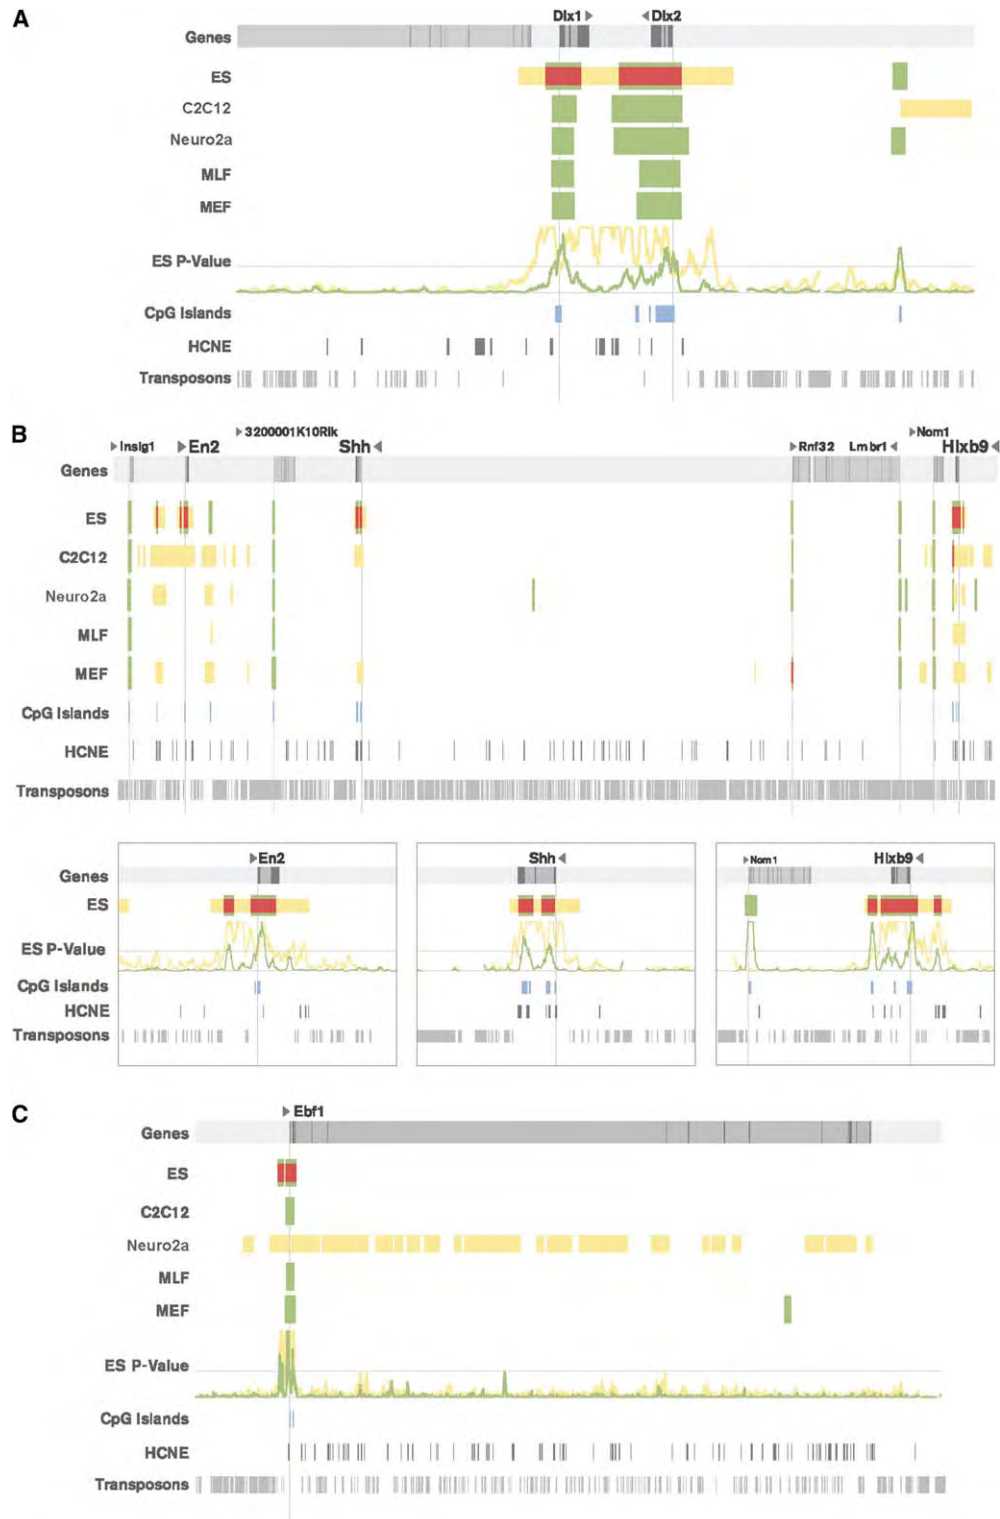 A
Dlx1 Dlx2
Genes
ES
C2C12
Neuro2a
MLF
MEF
ES P-Value
CpG Islands
HCNE
Transposons
B
Insig1 En2 3200001K10Rik Shh Rnf32 Lmbr1 Nom1 Hlxb9
Genes
ES
C2C12
Neuro2a
MLF
MEF
CpG Islands
HCNE
Transposons
En2 Shh Nom1 Hlxb9
Genes
ES
ES P-Value
CpG Islands
HCNE
Transposons
C
Ebf1
Genes
ES
C2C12
Neuro2a
MLF
MEF
ES P-Value
CpG Islands
HCNE
Transposons